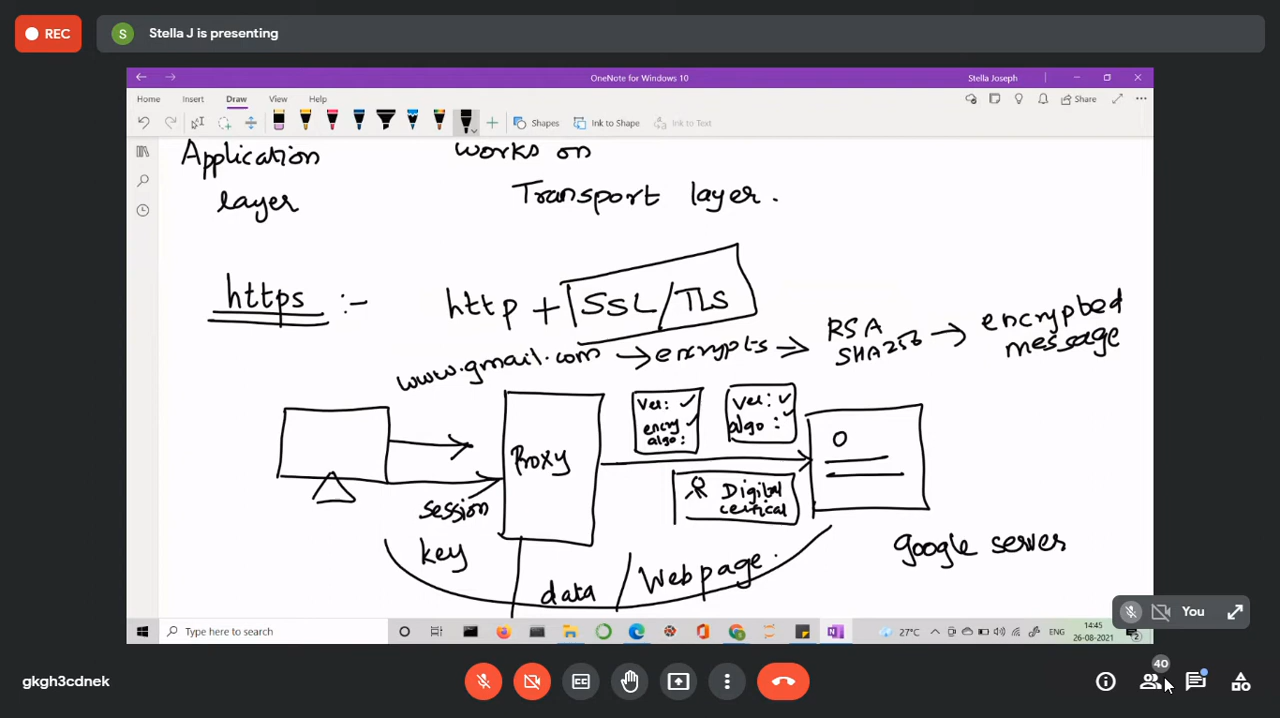 REC
S
Stella J is presenting
OneNote for Windows 10
Stella Joseph
Home Insert Draw View Help
Share
Shapes
Ink to Shape
Ink to Text
Application
layer
works on
Transport layer.
https :-
http + SSL/TLS
www.gmail.com → encrypts → RSA
SHA256 → encrypted
message
Proxy
Ver: ✓
encry ✓
algo :
Ver: ✓
algo : ✓
Digital
certical
session
key
data / Webpage.
google server
Type here to search
27°C
ENG
14:45
26-08-2021
2
You
40
gkgh3cdnek